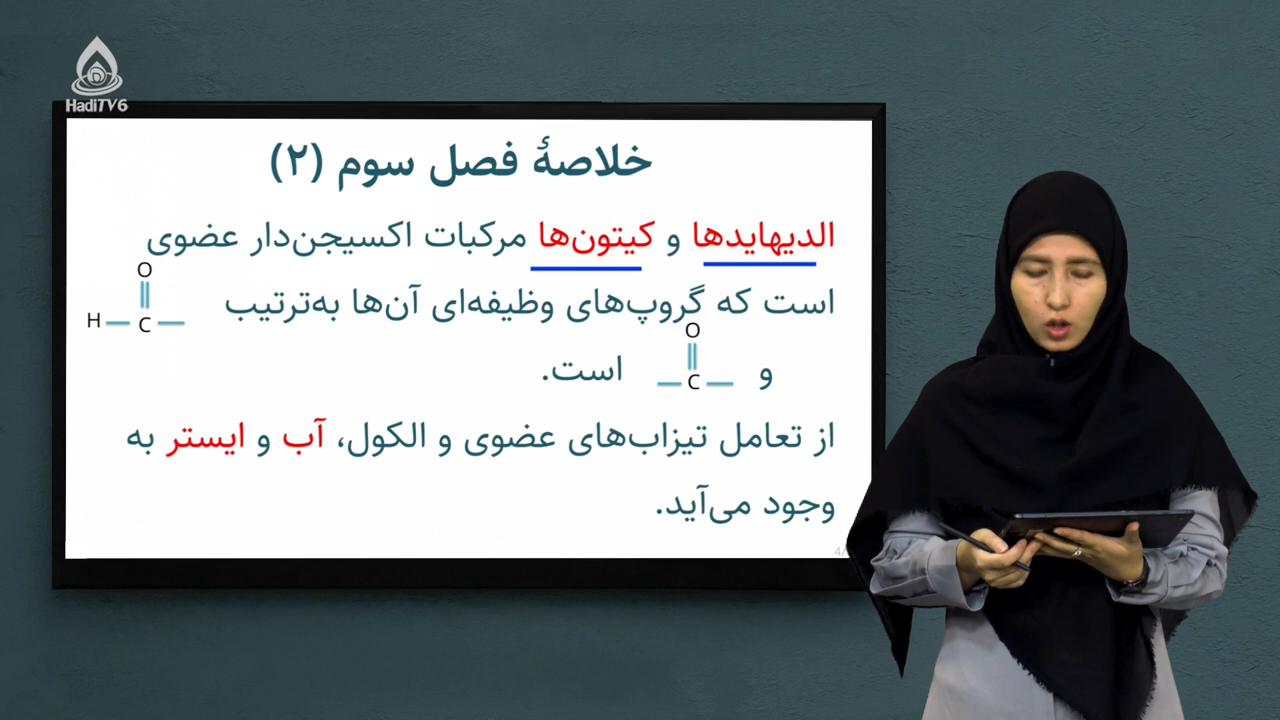 HadiTV6
خلاصهٔ فصل سوم (۲)
الدیهایدها و کیتون‌ها مرکبات اکسیجن‌دار عضوی
است که گروپ‌های وظیفه‌ای آن‌ها به‌ترتیب
O
H C
و
O
C
است.
از تعامل تیزاب‌های عضوی و الکول، آب و ایستر به
وجود می‌آید.